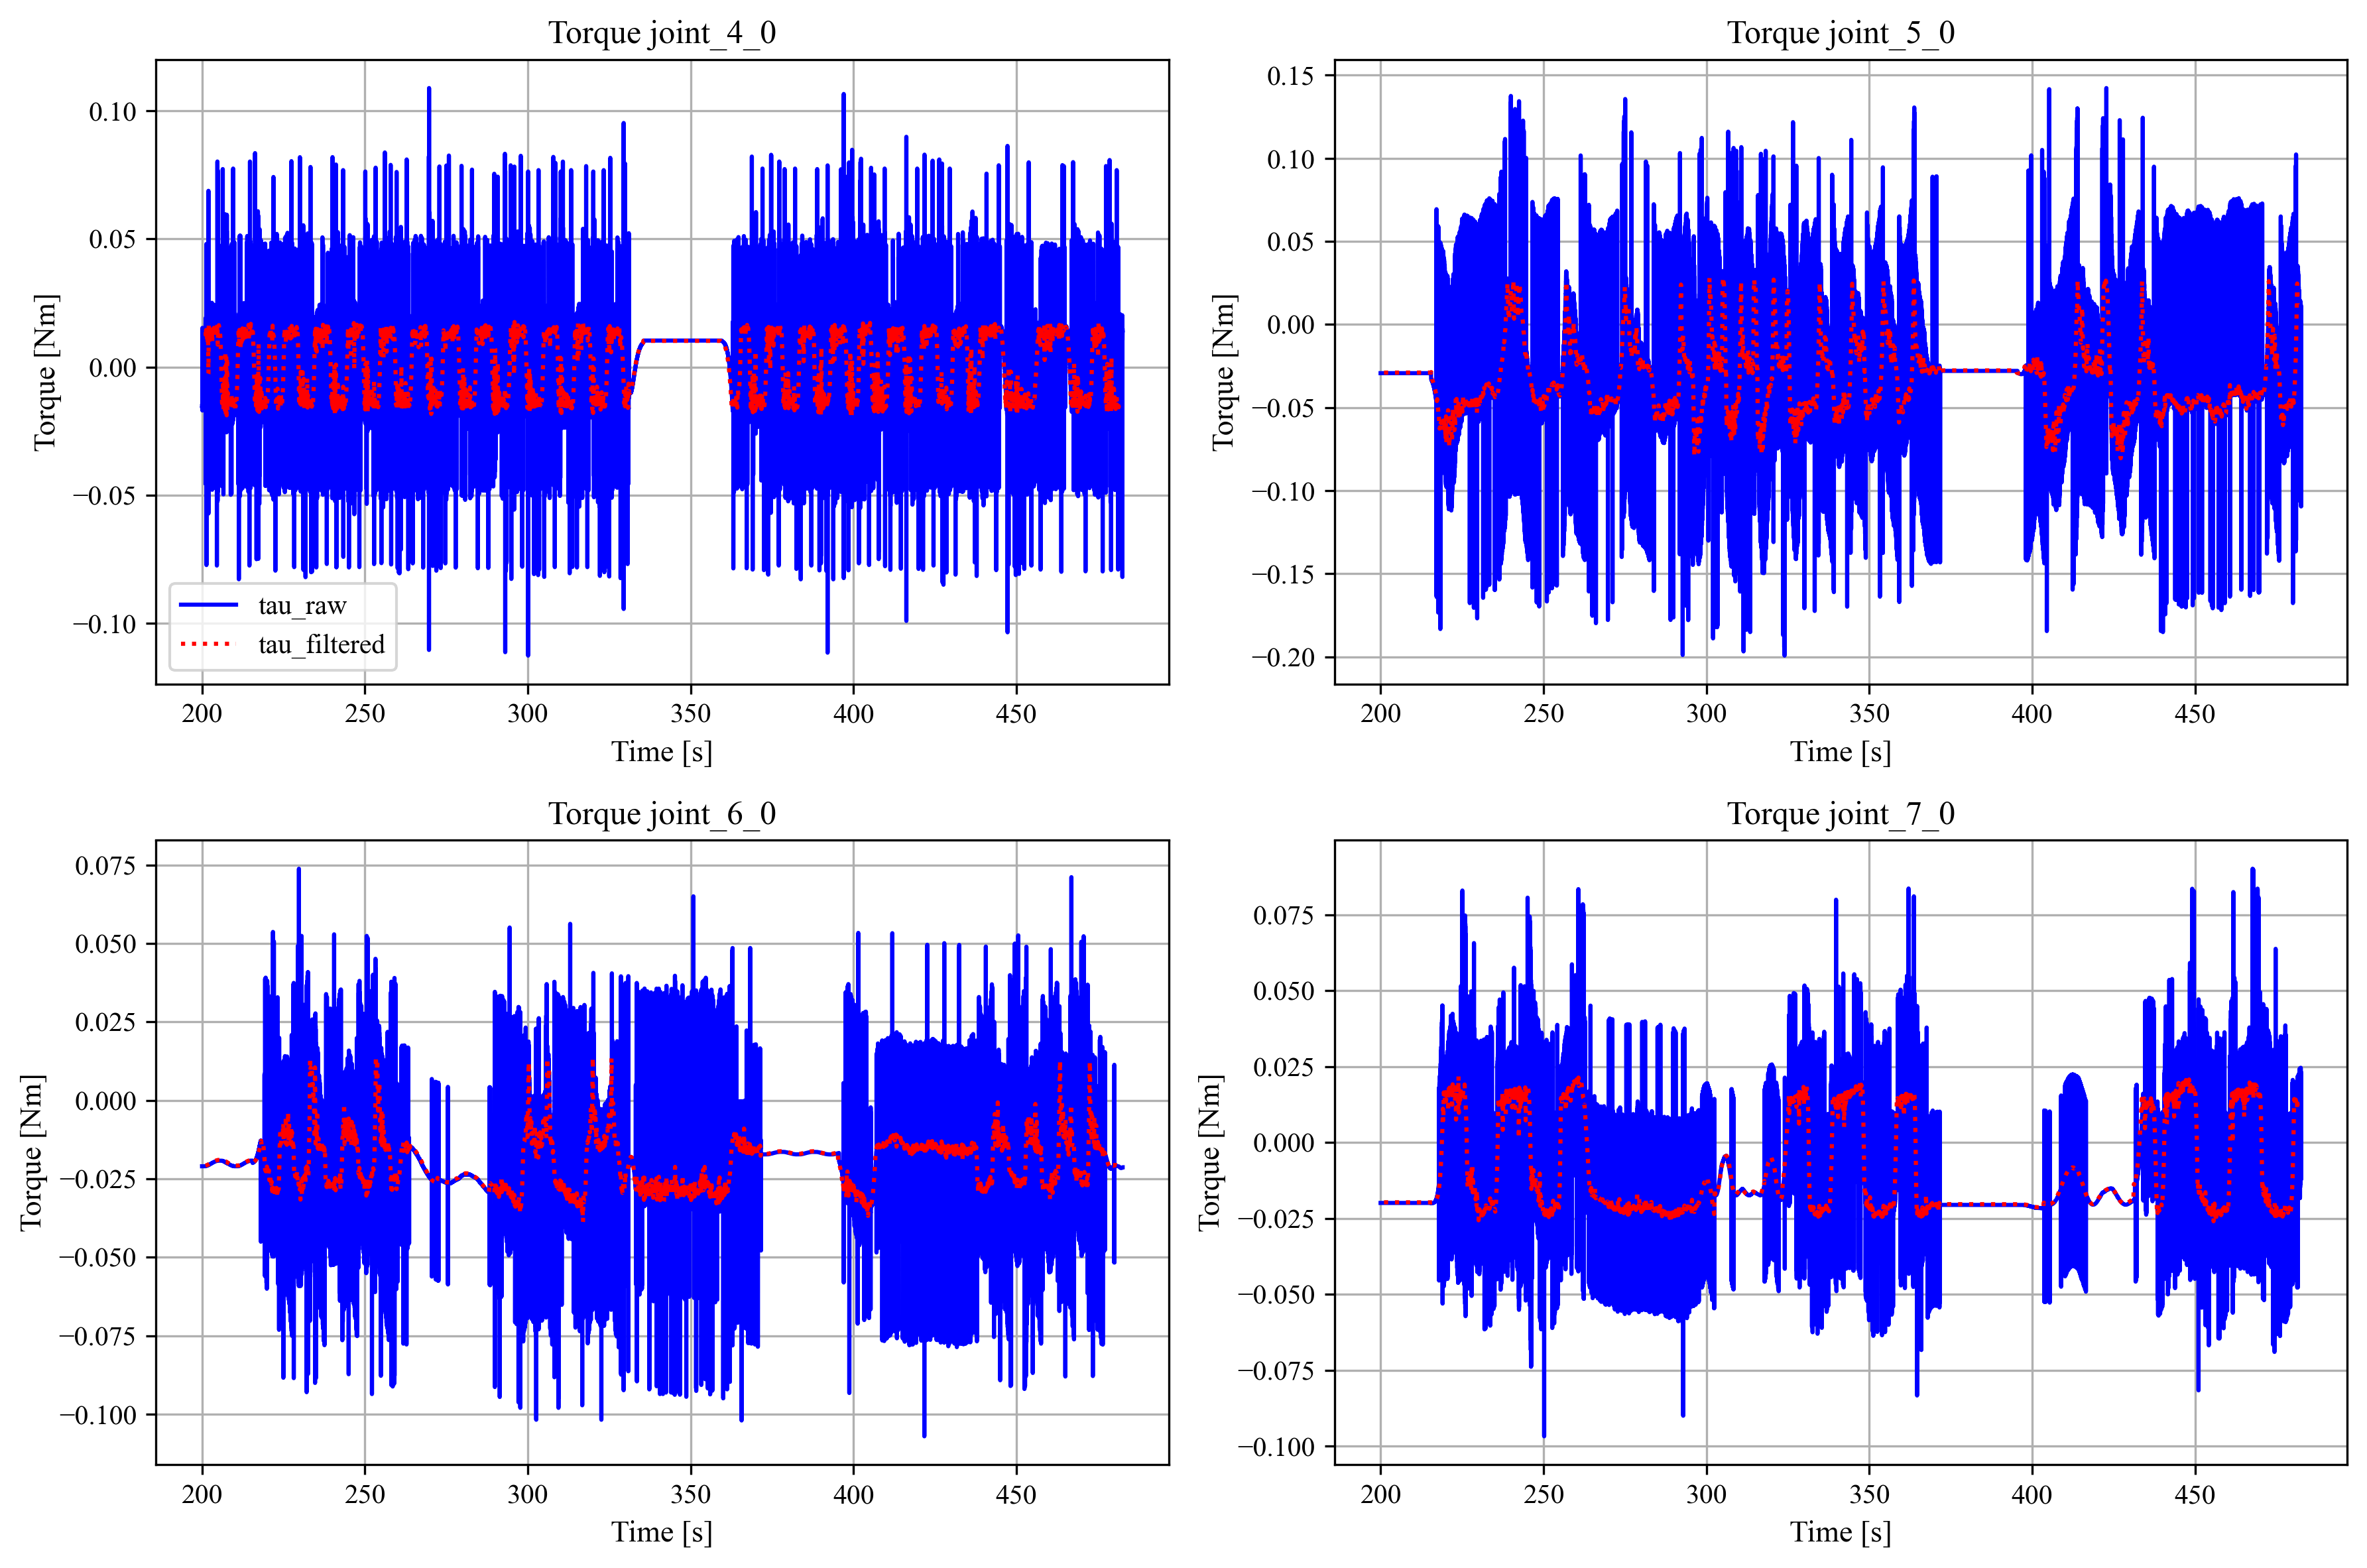 Torque joint_4_0
Torque [Nm]
0.10
0.05
0.00
−0.05
−0.10
tau_raw
tau_filtered
200 250 300 350 400 450
Time [s]
Torque joint_5_0
Torque [Nm]
0.15
0.10
0.05
0.00
−0.05
−0.10
−0.15
−0.20
200 250 300 350 400 450
Time [s]
Torque joint_6_0
Torque [Nm]
0.075
0.050
0.025
0.000
−0.025
−0.050
−0.075
−0.100
200 250 300 350 400 450
Time [s]
Torque joint_7_0
Torque [Nm]
0.075
0.050
0.025
0.000
−0.025
−0.050
−0.075
−0.100
200 250 300 350 400 450
Time [s]